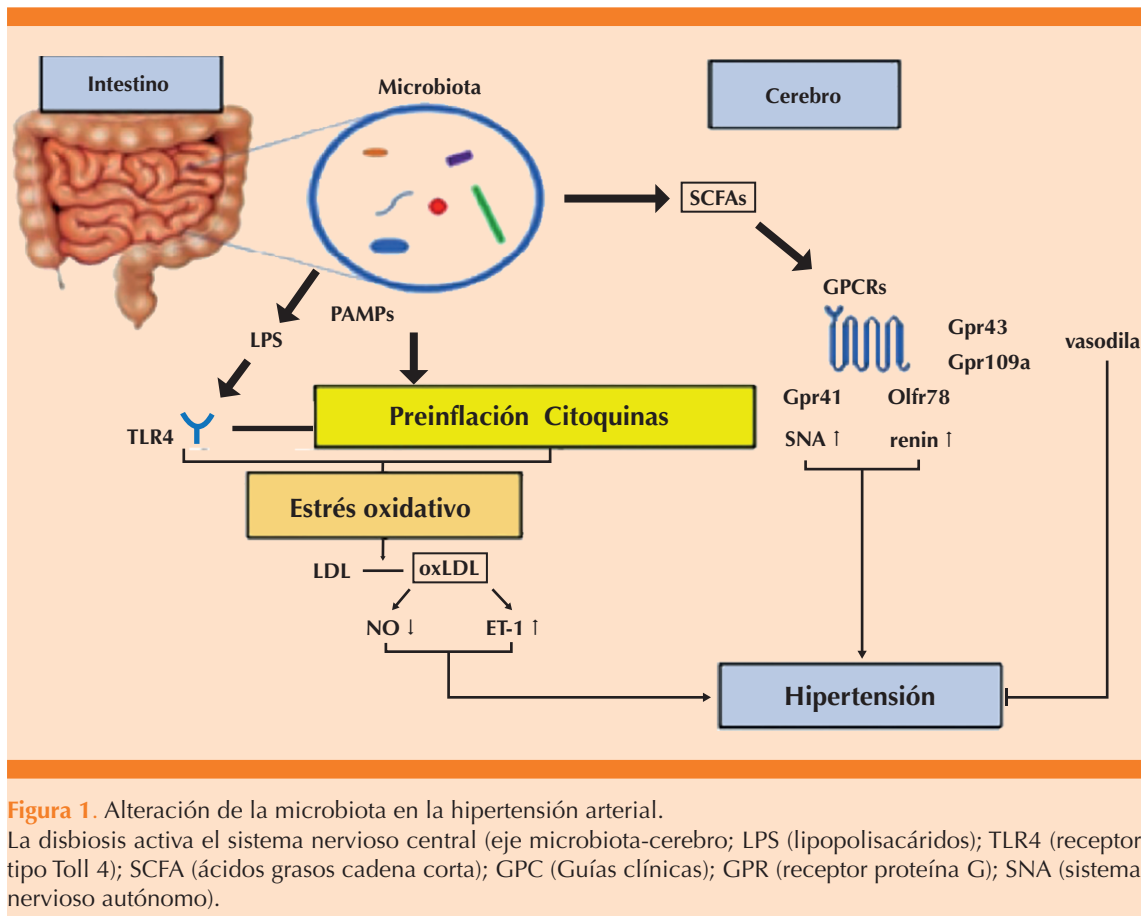 Intestino
Microbiota
Cerebro
SCFAs
GPCRs
PAMPs
LPS
Gpr43
Gpr109a
vasodila
Gpr41 Olfr78
Preinflación Citoquinas
TLR4
SNA ↑ renin ↑
Estrés oxidativo
LDL oxLDL
NO ↓ ET-1 ↑
Hipertensión
Figura 1. Alteración de la microbiota en la hipertensión arterial.
La disbiosis activa el sistema nervioso central (eje microbiota-cerebro; LPS (lipopolisacáridos); TLR4 (receptor
tipo Toll 4); SCFA (ácidos grasos cadena corta); GPC (Guías clínicas); GPR (receptor proteína G); SNA (sistema
nervioso autónomo).